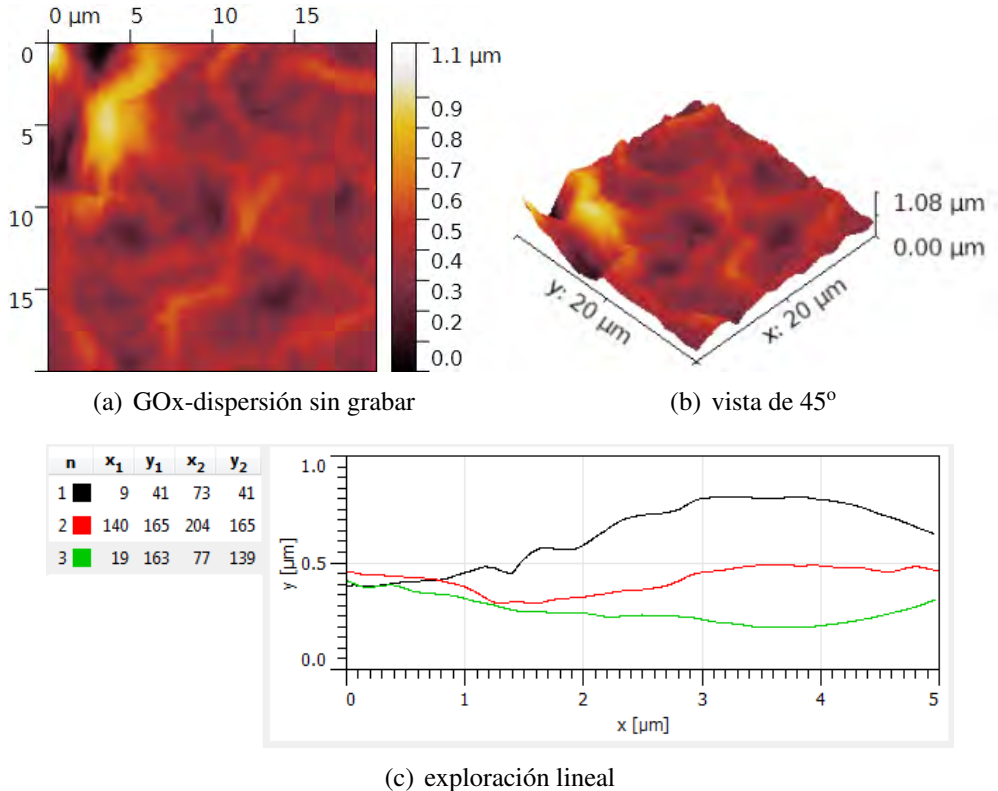 0 µm 5 10 15
0
5
10
15
1.1 µm
0.9
0.8
0.7
0.6
0.5
0.4
0.3
0.2
0.0
1.08 µm
0.00 µm
y: 20 µm
x: 20 µm
(a) GOx-dispersión sin grabar
(b) vista de 45º
n x1 y1 x2 y2
1 9 41 73 41
2 140 165 204 165
3 19 163 77 139
1.0
0.5
0.0
y [µm]
0 1 2 3 4 5
x [µm]
(c) exploración lineal